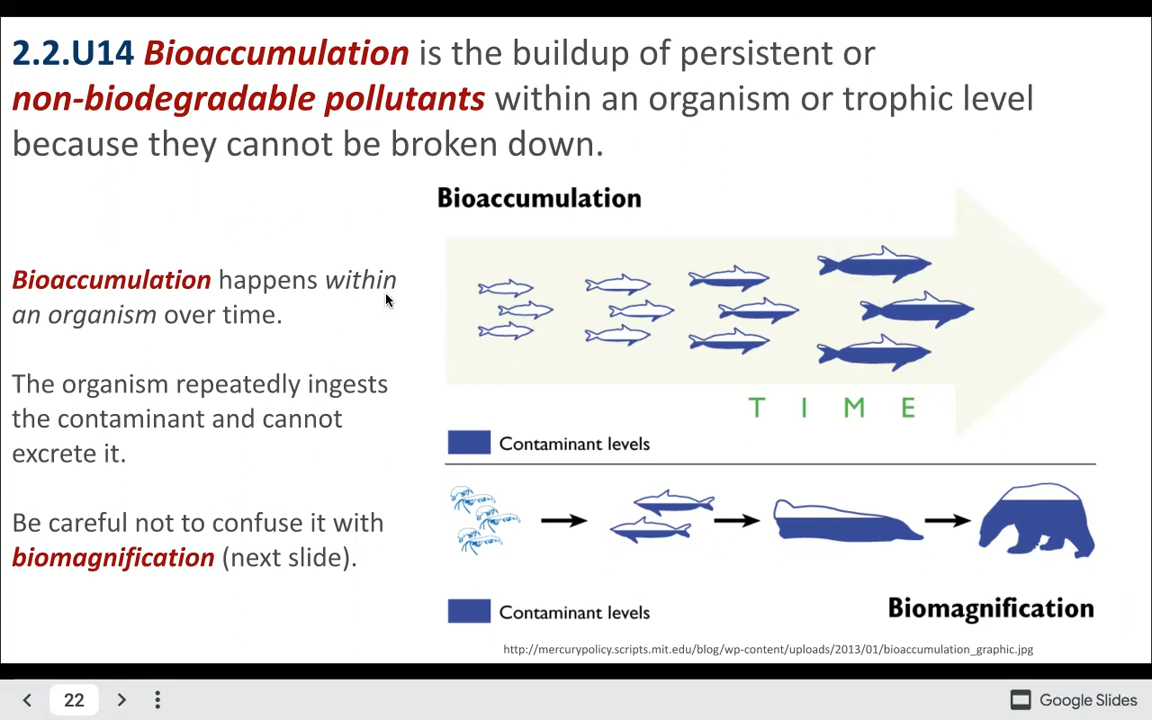 2.2.U14 Bioaccumulation is the buildup of persistent or
non-biodegradable pollutants within an organism or trophic level
because they cannot be broken down.
Bioaccumulation happens within
an organism over time.
The organism repeatedly ingests
the contaminant and cannot
excrete it.
Be careful not to confuse it with
biomagnification (next slide).
Bioaccumulation
T I M E
Contaminant levels
Contaminant levels
Biomagnification
http://mercurypolicy.scripts.mit.edu/blog/wp-content/uploads/2013/01/bioaccumulation_graphic.jpg
22
Google Slides